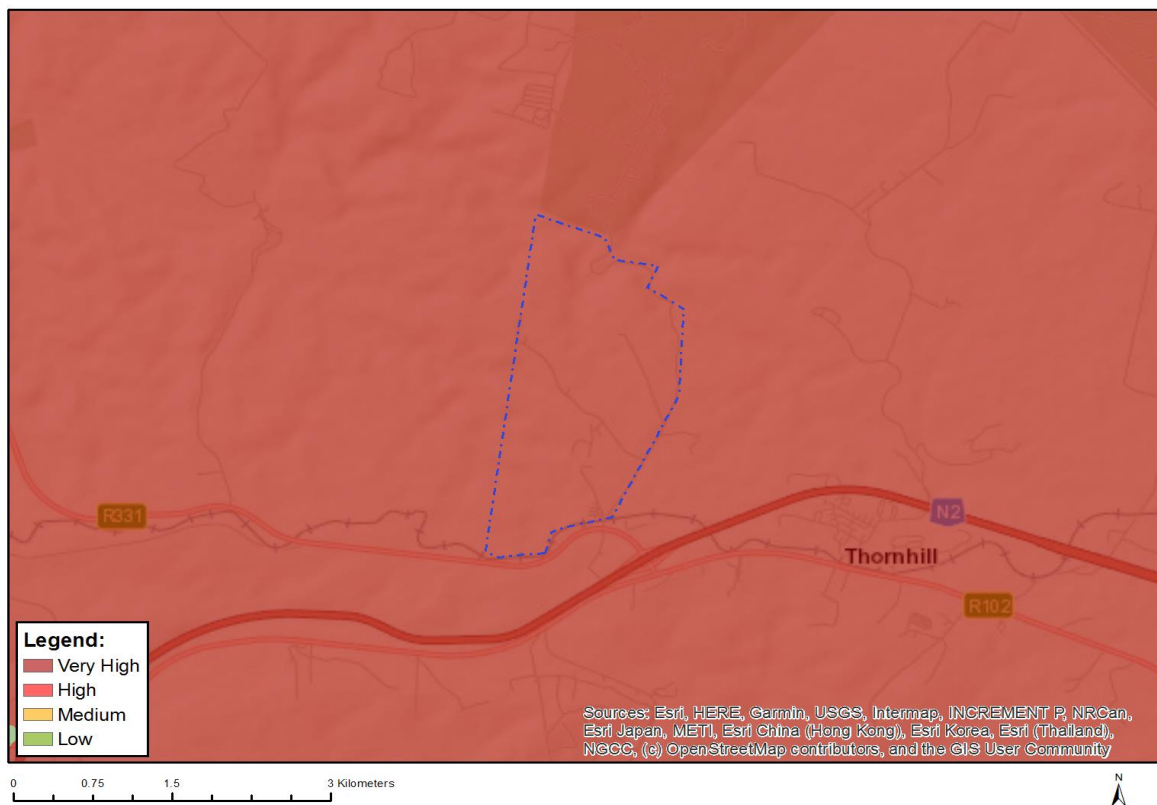 R331
N2
Thornhill
R102
Legend:
Very High
High
Medium
Low
Sources: Esri, HERE, Garmin, USGS, Intermap, INCREMENT P, NRCan,
Esri Japan, METI, Esri China (Hong Kong), Esri Korea, Esri (Thailand),
NGCC, (c) OpenStreetMap contributors, and the GIS User Community
0 0.75 1.5 3 Kilometers
N